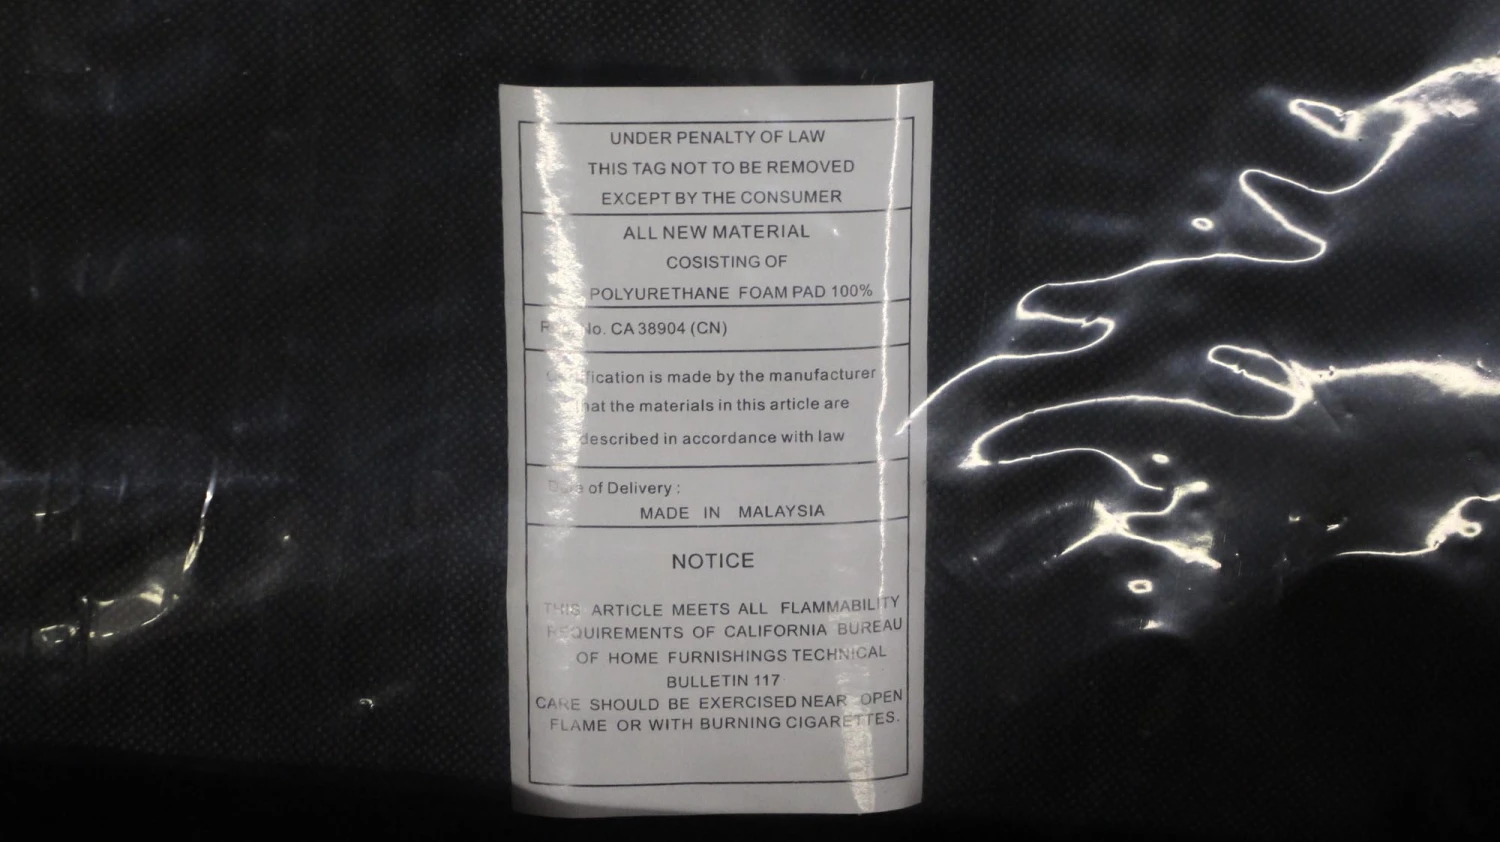 UNDER PENALTY OF LAW
THIS TAG NOT TO BE REMOVED
EXCEPT BY THE CONSUMER
ALL NEW MATERIAL
COSISTING OF
POLYURETHANE FOAM PAD 100%
No. CA 38904 (CN)
is made by the manufacturer
that the materials in this article are
described in accordance with law
Date of Delivery :
MADE IN MALAYSIA
NOTICE
THIS ARTICLE MEETS ALL FLAMMABILITY
REQUIREMENTS OF CALIFORNIA BUREAU
OF HOME FURNISHINGS TECHNICAL
BULLETIN 117
CARE SHOULD BE EXERCISED NEAR OPEN
FLAME OR WITH BURNING CIGARETTES.